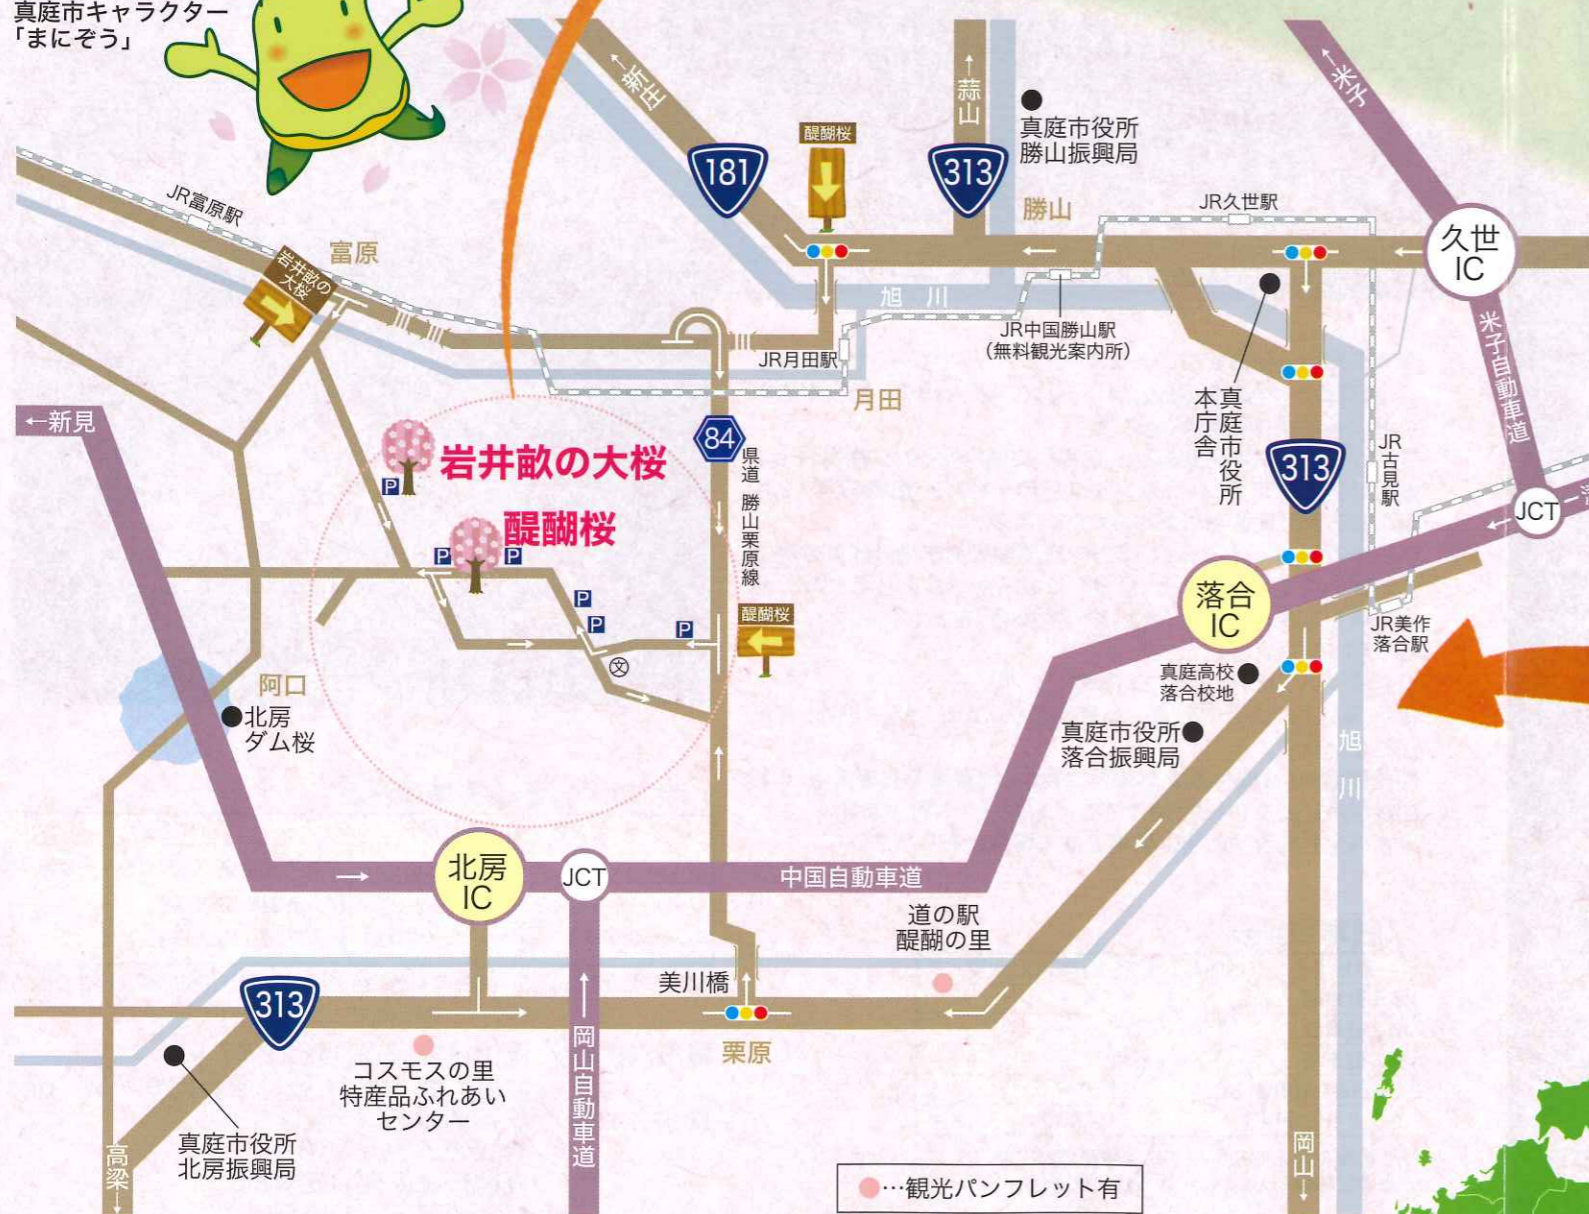 真庭市キャラクター
「まにぞう」
←新庄
181
醍醐桜
←蒜山
313
真庭市役所
勝山振興局
勝山
←米子
JR久世駅
久世
IC
JR富原駅
富原
岩井畝の
大桜
旭川
JR中国勝山駅
（無料観光案内所）
JR月田駅
月田
米子自動車道
←新見
84
県道 勝山栗原線
岩井畝の大桜
P
醍醐桜
P
P
P
P
P
文
醍醐桜
真庭市役所
本庁舎
313
JR古見駅
JCT
落合
IC
JR美作
落合駅
真庭高校
落合校地
真庭市役所
落合振興局
旭川
阿口
北房
ダム桜
北房
IC
JCT
中国自動車道
道の駅
醍醐の里
美川橋
313
栗原
コスモスの里
特産品ふれあい
センター
岡山自動車道
真庭市役所
北房振興局
高梁→
岡山→
…観光パンフレット有